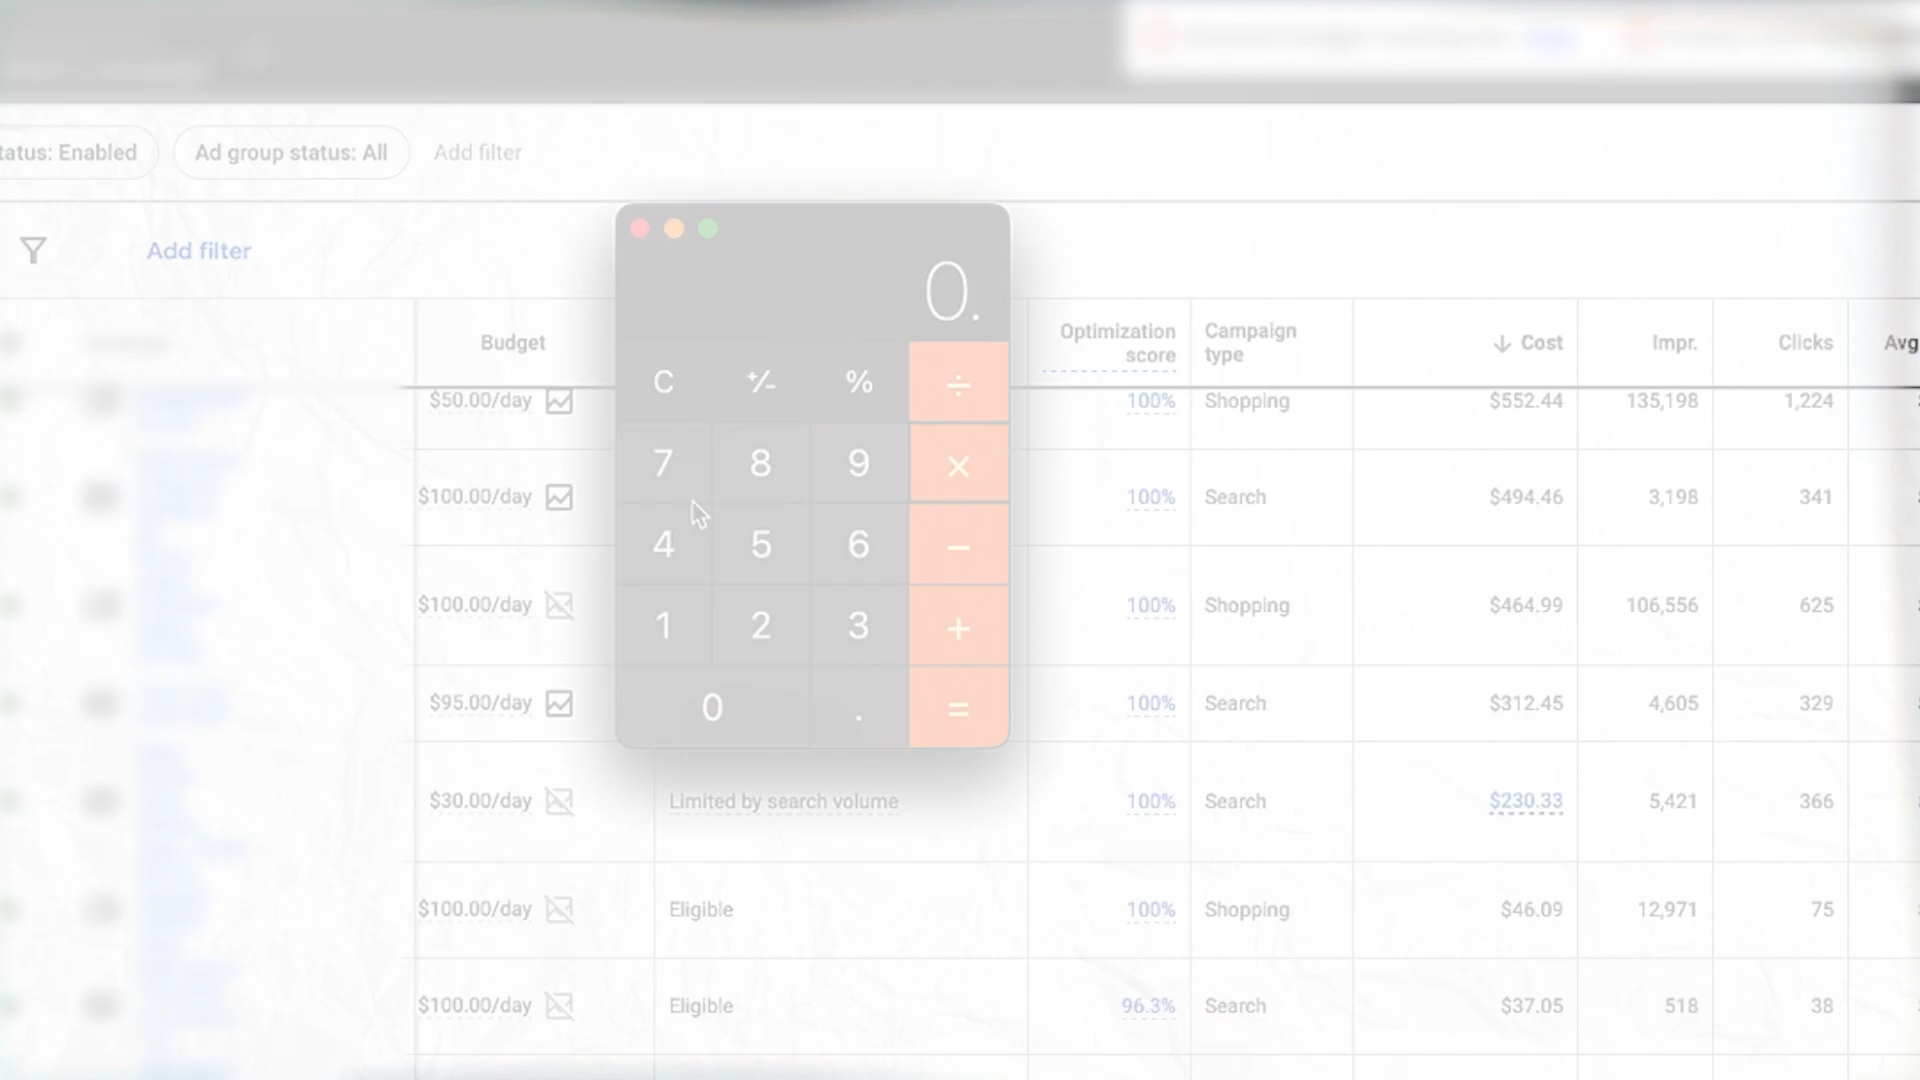 tatus: Enabled
Ad group status: All
Add filter
Add filter
0.
Budget
Optimization score
Campaign type
Cost
Impr.
Clicks
Avg
C +/- % ÷
7 8 9 ×
4 5 6 −
1 2 3 +
0 . =
$50.00/day 100% Shopping $552.44 135,198 1,224
$100.00/day 100% Search $494.46 3,198 341
$100.00/day 100% Shopping $464.99 106,556 625
$95.00/day 100% Search $312.45 4,605 329
$30.00/day Limited by search volume 100% Search $230.33 5,421 366
$100.00/day Eligible 100% Shopping $46.09 12,971 75
$100.00/day Eligible 96.3% Search $37.05 518 38